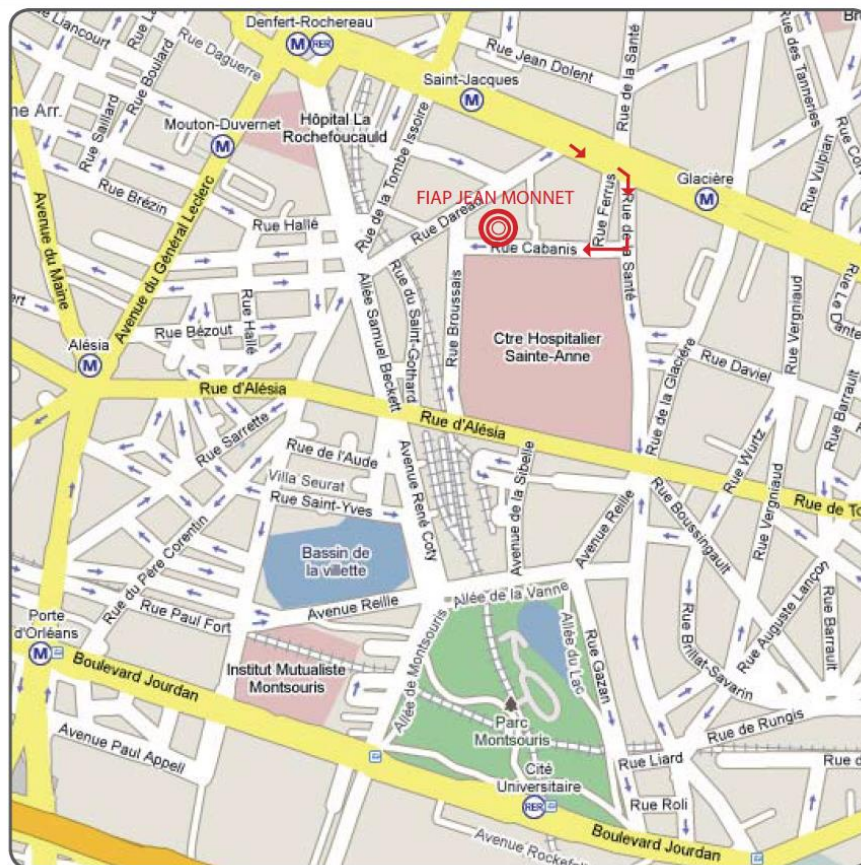 Denfert-Rochereau
M
RER
Rue Daguerre
Rue Boulard
Rue Saillard
Mouton-Duvernet
M
Hôpital La
Rochefoucauld
Rue de la Tombe Issoire
Saint-Jacques
M
Rue Jean Dolent
Rue de la Santé
Rue des Tanneries
Rue Vulpian
Glacière
M
FIAP JEAN MONNET
Rue Ferrus
Rue de la Santé
Rue Cabanis
Rue Brézin
Rue Hallé
Avenue du Maine
Avenue du Général Leclerc
Rue Hallé
Rue Bézout
Alésia
M
Allée Samuel Beckett
Rue du Saint-Gothard
Rue Broussais
Ctre Hospitalier
Sainte-Anne
Rue de la Glacière
Rue Daviel
Rue Vergniaud
Rue Barrault
Rue d'Alésia
Rue d'Alésia
Rue Sarrette
Rue de l'Aude
Villa Seurat
Rue Saint-Yves
Avenue René Coty
Avenue de la Sibelle
Avenue Reille
Rue Wurtz
Rue Vergniaud
Rue Boussingault
Bassin de
la villette
Rue du Père Corentin
Rue Paul Fort
Avenue Reille
Allée de la Vanne
Allée du Lac
Rue Gazan
Rue Auguste Lançon
Rue Barrault
Rue Brillat-Savarin
Porte
d'Orléans
M
Institut Mutualiste
Montsouris
Allée de Montsouris
Boulevard Jourdan
Avenue Paul Appell
Parc
Montsouris
Cité
Universitaire
RER
Rue de Rungis
Rue Liard
Rue Roli
Boulevard Jourdan